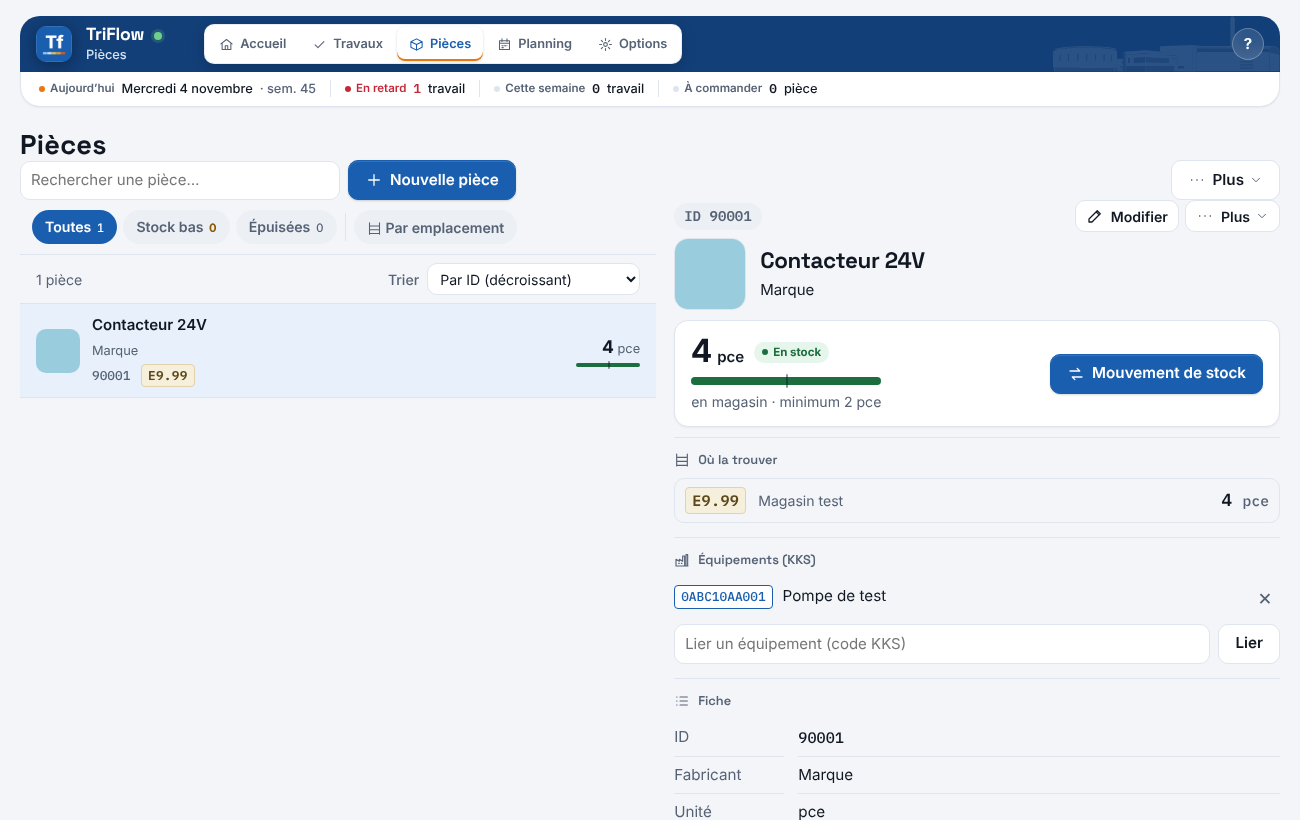 Tf TriFlow
Pièces
Accueil Travaux Pièces Planning Options ?
Aujourd'hui Mercredi 4 novembre · sem. 45 En retard 1 travail Cette semaine 0 travail À commander 0 pièce
Pièces
Rechercher une pièce... + Nouvelle pièce
Toutes 1 Stock bas 0 Épuisées 0 Par emplacement
1 pièce Trier Par ID (décroissant)
Contacteur 24V
Marque
90001 E9.99
4 pce
··· Plus
ID 90001 Modifier ··· Plus
Contacteur 24V
Marque
4 pce En stock
en magasin · minimum 2 pce
Mouvement de stock
Où la trouver
E9.99 Magasin test 4 pce
Équipements (KKS)
0ABC10AA001 Pompe de test
Lier un équipement (code KKS) Lier
Fiche
ID 90001
Fabricant Marque
Unité pce